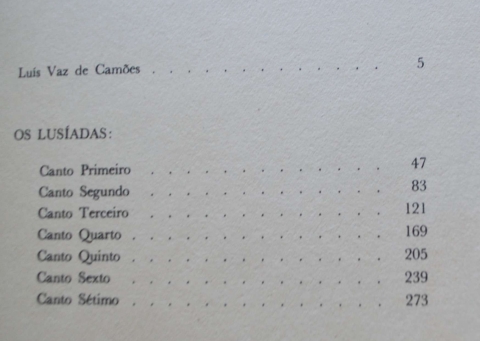 Luís Vaz de Camões . . . . . . . . . . . . 5
OS LUSÍADAS:
Canto Primeiro . . . . . . . . . . . . 47
Canto Segundo . . . . . . . . . . . . 83
Canto Terceiro . . . . . . . . . . . . 121
Canto Quarto . . . . . . . . . . . . . 169
Canto Quinto . . . . . . . . . . . . . 205
Canto Sexto . . . . . . . . . . . . . 239
Canto Sétimo . . . . . . . . . . . . . 273